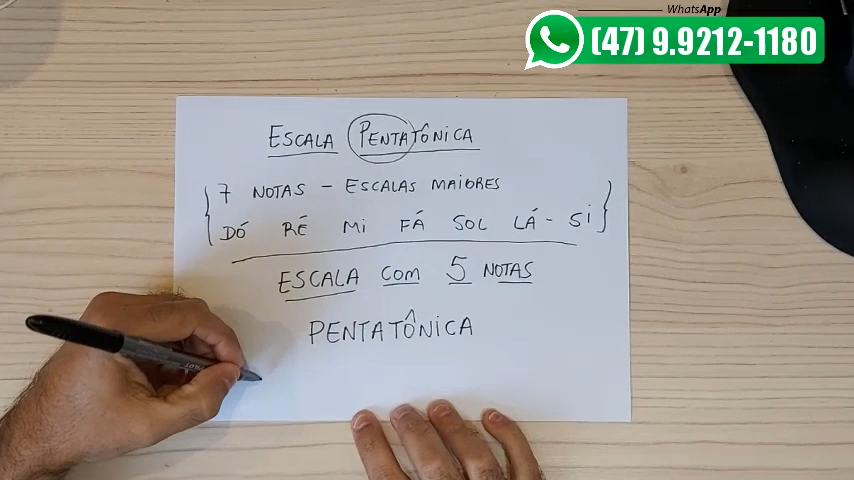 WhatsApp
(47) 9.9212-1180
ESCALA PENTATÔNICA
7 NOTAS - ESCALAS MAIORES
DÓ RÉ Mi FÁ SOL LÁ - Si
ESCALA COM 5 NOTAS
PENTATÔNiCA